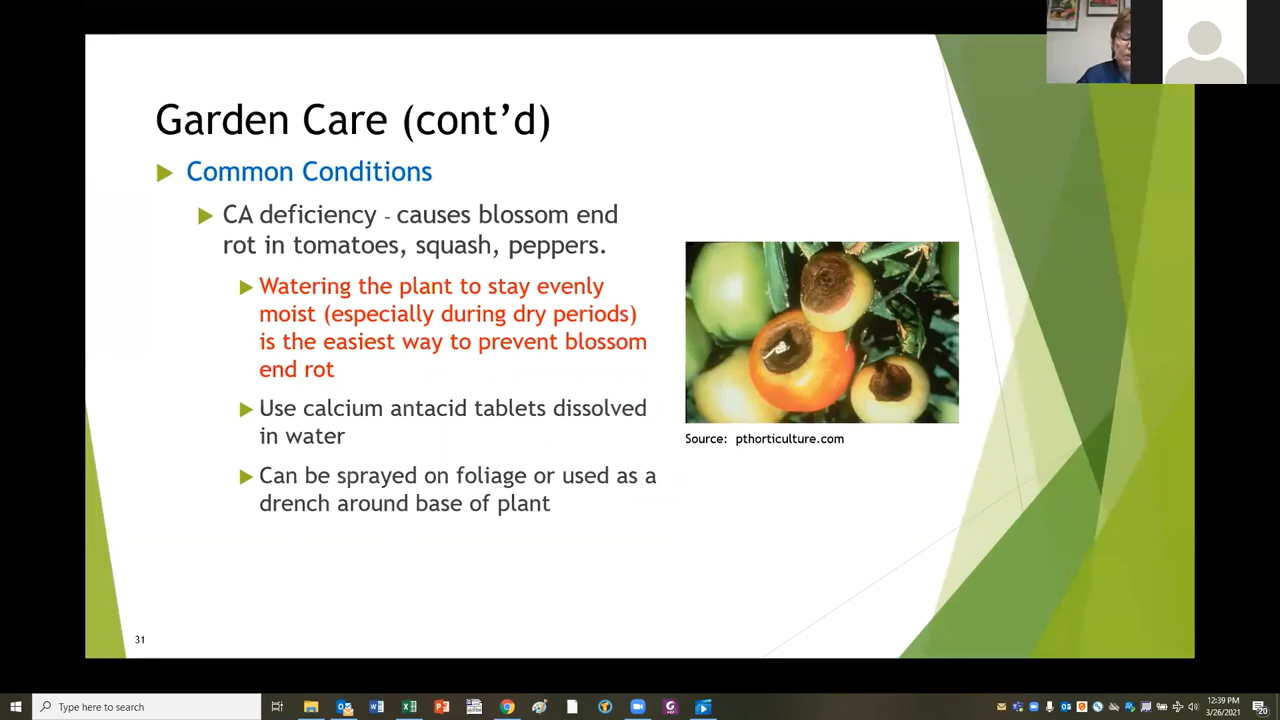 Garden Care (cont’d)
Common Conditions
CA deficiency - causes blossom end
rot in tomatoes, squash, peppers.
Watering the plant to stay evenly
moist (especially during dry periods)
is the easiest way to prevent blossom
end rot
Use calcium antacid tablets dissolved
in water
Can be sprayed on foliage or used as a
drench around base of plant
Source: pthorticulture.com
31
Type here to search
12:39 PM
3/26/2021
20